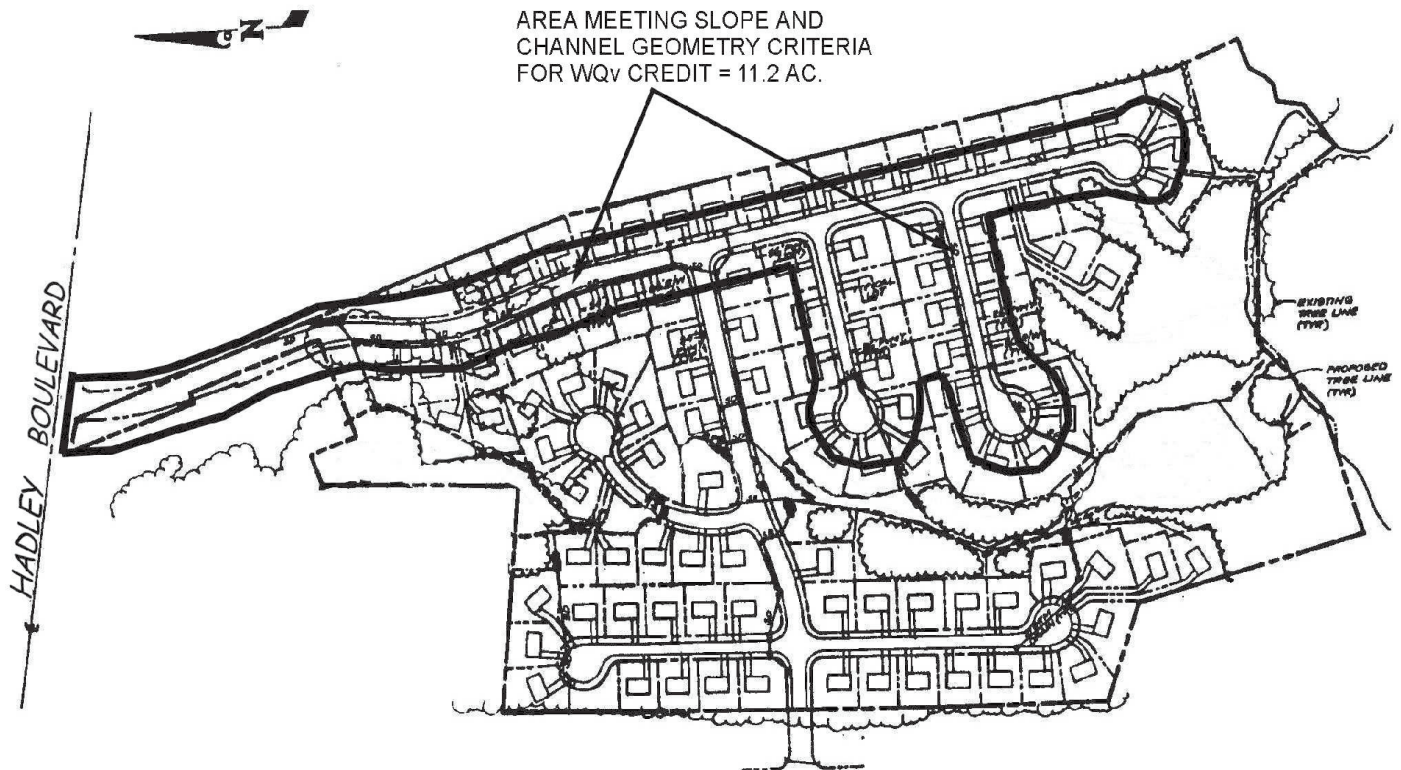 N
AREA MEETING SLOPE AND
CHANNEL GEOMETRY CRITERIA
FOR WQv CREDIT = 11.2 AC.
HADLEY BOULEVARD
EXISTING
TREE LINE
(TYP.)
PROPOSED
TREE LINE
(TYP.)